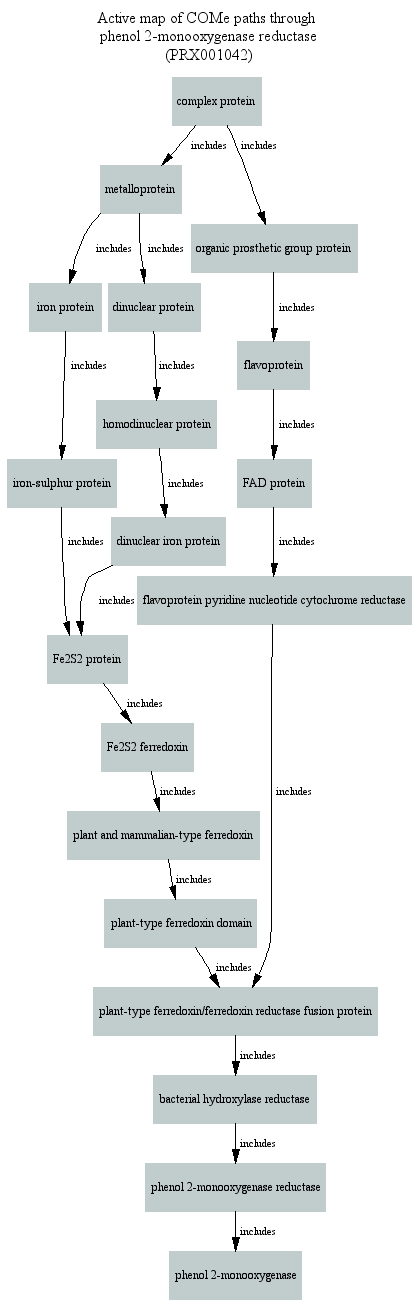 Active map of COMe paths through
phenol 2-monooxygenase reductase
(PRX001042)
complex protein
includes
includes
metalloprotein
organic prosthetic group protein
includes
includes
includes
iron protein
dinuclear protein
flavoprotein
includes
includes
includes
homodinuclear protein
iron-sulphur protein
includes
FAD protein
includes
dinuclear iron protein
includes
includes
flavoprotein pyridine nucleotide cytochrome reductase
Fe2S2 protein
includes
Fe2S2 ferredoxin
includes
includes
plant and mammalian-type ferredoxin
includes
plant-type ferredoxin domain
includes
plant-type ferredoxin/ferredoxin reductase fusion protein
includes
bacterial hydroxylase reductase
includes
phenol 2-monooxygenase reductase
includes
phenol 2-monooxygenase